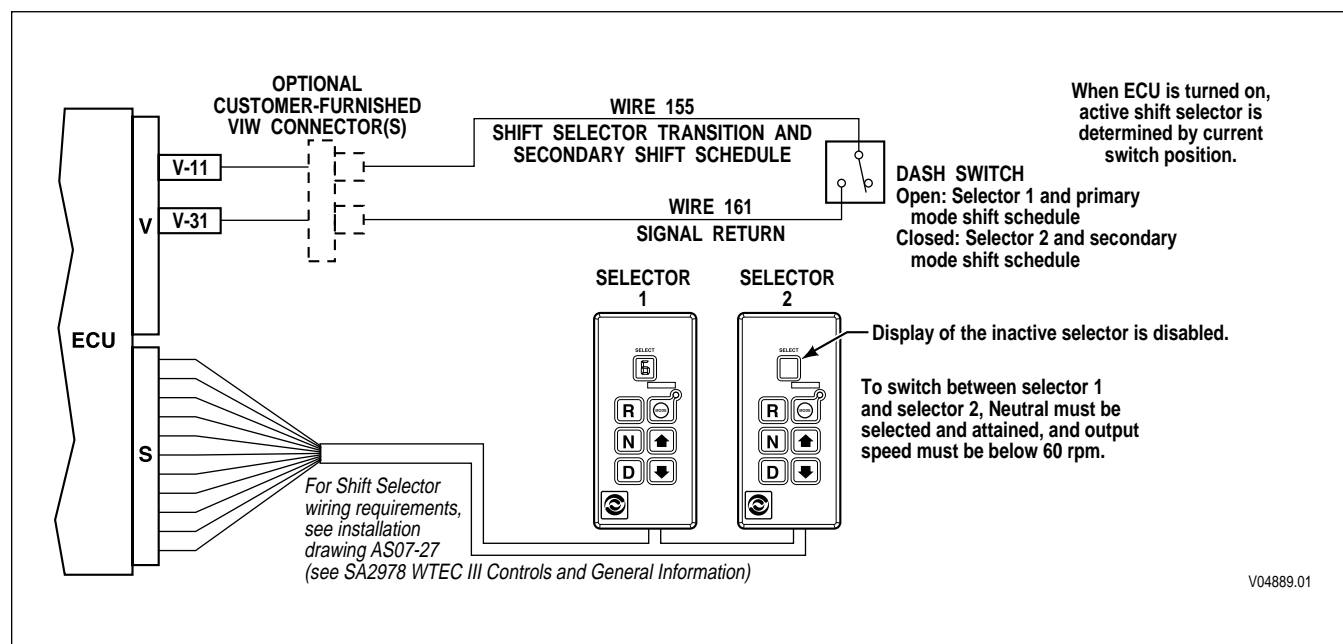 OPTIONAL
CUSTOMER-FURNISHED
VIW CONNECTOR(S)
WIRE 155
SHIFT SELECTOR TRANSITION AND
SECONDARY SHIFT SCHEDULE
When ECU is turned on,
active shift selector is
determined by current
switch position.
V-11
V-31
V
WIRE 161
SIGNAL RETURN
DASH SWITCH
Open: Selector 1 and primary
mode shift schedule
Closed: Selector 2 and secondary
mode shift schedule
ECU
S
SELECTOR
1
SELECTOR
2
SELECT
6
R
MODE
N
D
SELECT
R
MODE
N
D
Display of the inactive selector is disabled.
To switch between selector 1
and selector 2, Neutral must be
selected and attained, and output
speed must be below 60 rpm.
For Shift Selector
wiring requirements,
see installation
drawing AS07-27
(see SA2978 WTEC III Controls and General Information)
V04889.01